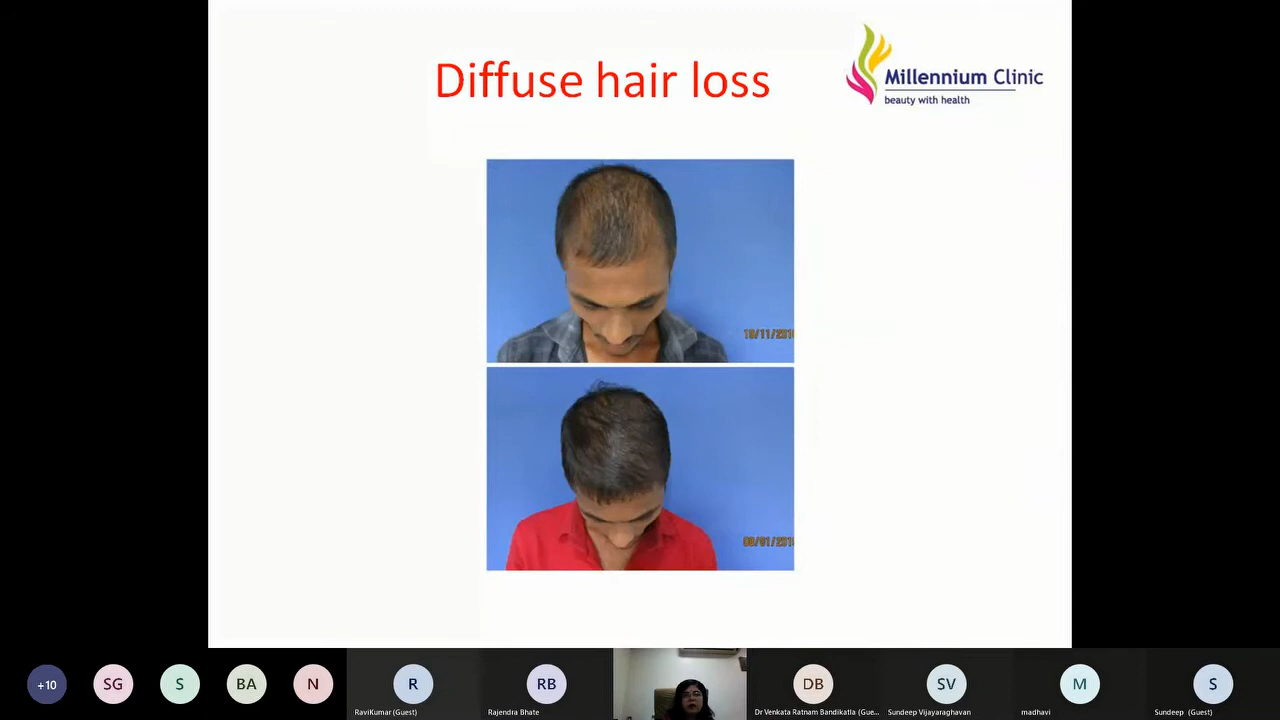 Diffuse hair loss
Millennium Clinic
beauty with health
+10
SG
S
BA
N
R
RaviKumar (Guest)
RB
Rajendra Bhate
DB
Dr Venkata Ratnam Bandikatla (Gue...
SV
Sundeep Vijayaraghavan
M
madhavi
S
Sundeep (Guest)